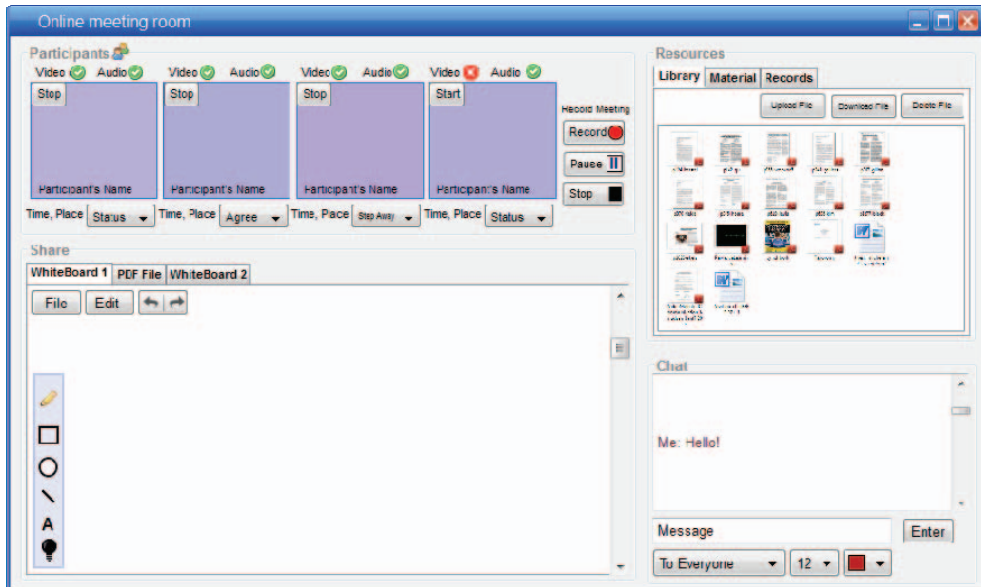 Online meeting room
Participants
Video Audio Video Audio Video Audio Video Audio
Stop Stop Stop Start
Record Meeting
Record
Pause
Stop
Participant's Name Participant's Name Participant's Name Participant's Name
Time, Place Status Time, Place Agree Time, Place Step Away Time, Place Status
Share
WhiteBoard 1 PDF File WhiteBoard 2
File Edit
A
Resources
Library Material Records
Upload File Download File Delete File
Chat
Me: Hello!
Message Enter
To Everyone 12